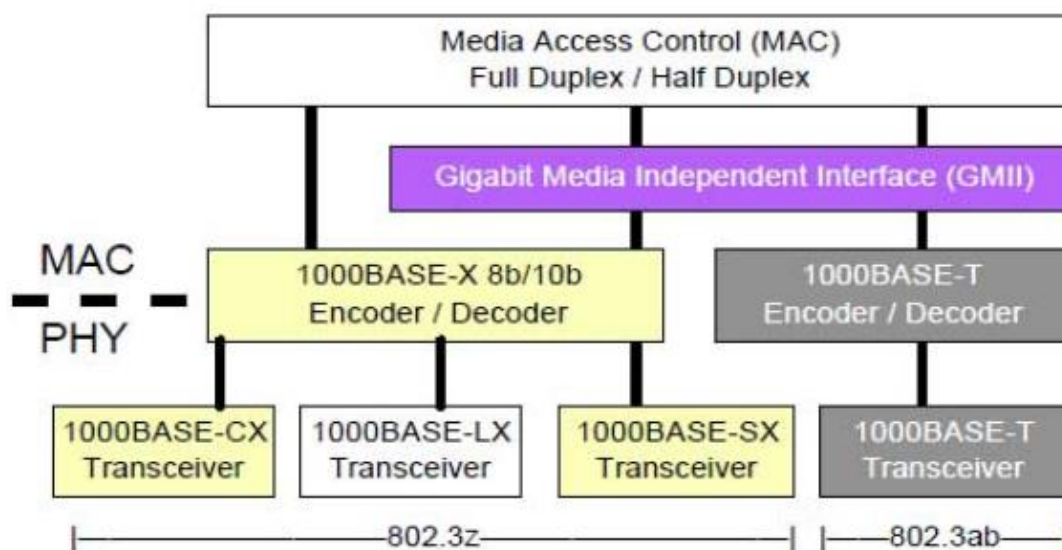 Media Access Control (MAC)
Full Duplex / Half Duplex
Gigabit Media Independent Interface (GMII)
MAC
PHY
1000BASE-X 8b/10b
Encoder / Decoder
1000BASE-T
Encoder / Decoder
1000BASE-CX
Transceiver
1000BASE-LX
Transceiver
1000BASE-SX
Transceiver
1000BASE-T
Transceiver
802.3z
802.3ab